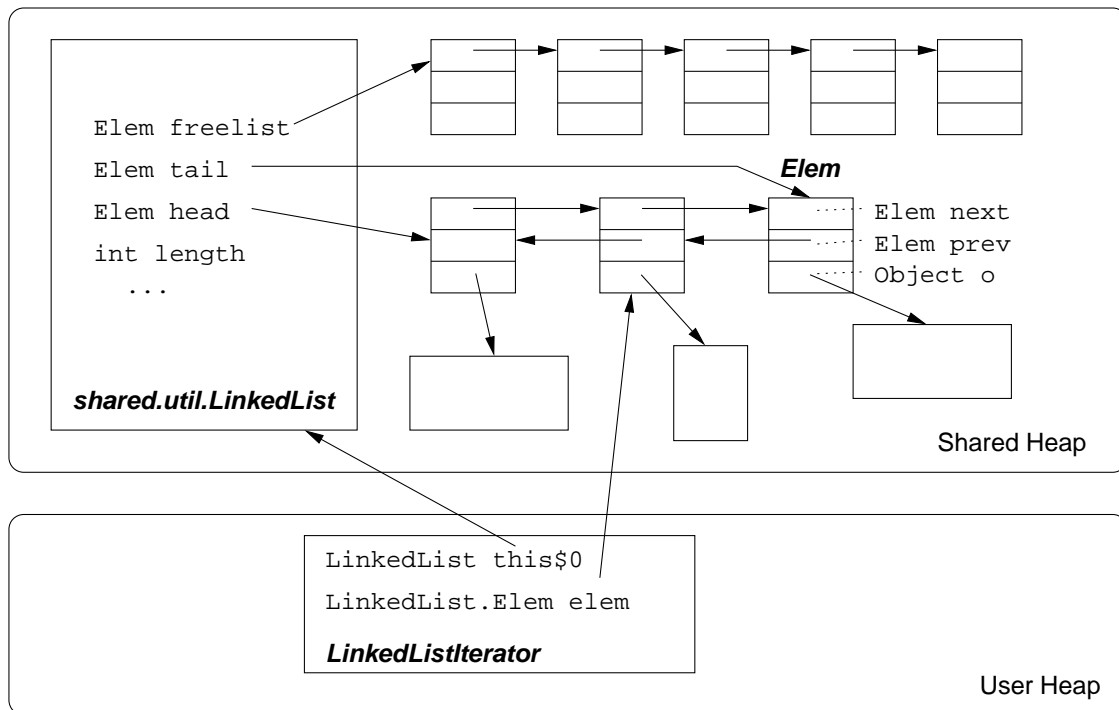 Elem freelist
Elem tail
Elem head
int length
...
shared.util.LinkedList
Elem
Elem next
Elem prev
Object o
Shared Heap
LinkedList this$0
LinkedList.Elem elem
LinkedListIterator
User Heap